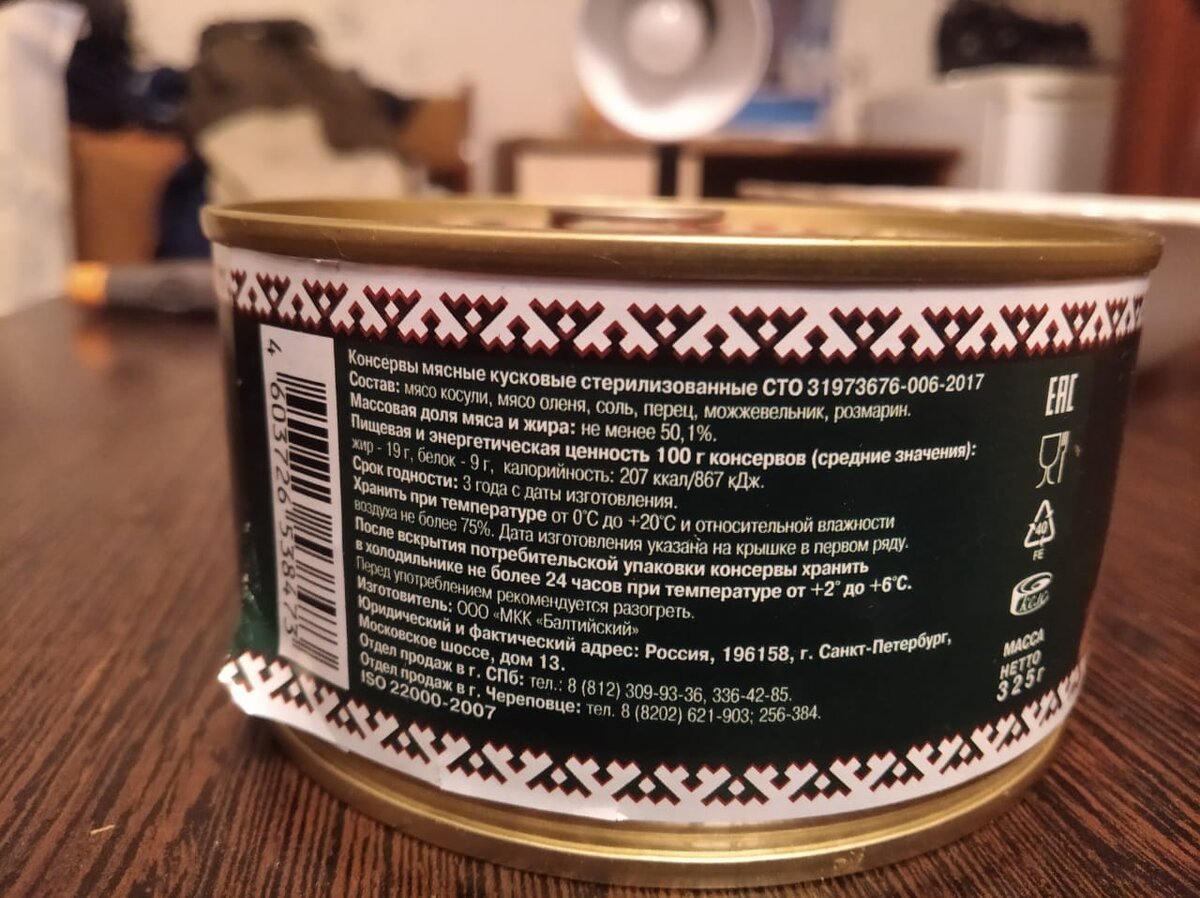 4 603726 538473
Консервы мясные кусковые стерилизованные СТО 31973676-006-2017
Состав: мясо косули, мясо оленя, соль, перец, можжевельник, розмарин.
Массовая доля мяса и жира: не менее 50,1%.
Пищевая и энергетическая ценность 100 г консервов (средние значения):
жир - 19 г, белок - 9 г, калорийность: 207 ккал/867 кДж.
Срок годности: 3 года с даты изготовления.
Хранить при температуре от 0°С до +20°С и относительной влажности
воздуха не более 75%. Дата изготовления указана на крышке в первом ряду.
После вскрытия потребительской упаковки консервы хранить
в холодильнике не более 24 часов при температуре от +2° до +6°С.
Перед употреблением рекомендуется разогреть.
Изготовитель: ООО «МКК «Балтийский»
Юридический и фактический адрес: Россия, 196158, г. Санкт-Петербург,
Московское шоссе, дом 13.
Отдел продаж в г. СПб: тел.: 8 (812) 309-93-36, 336-42-85.
Отдел продаж в г. Череповце: тел. 8 (8202) 621-903; 256-384.
ISO 22000-2007
ЕАС
40
FE
МАССА
НЕТТО
325г